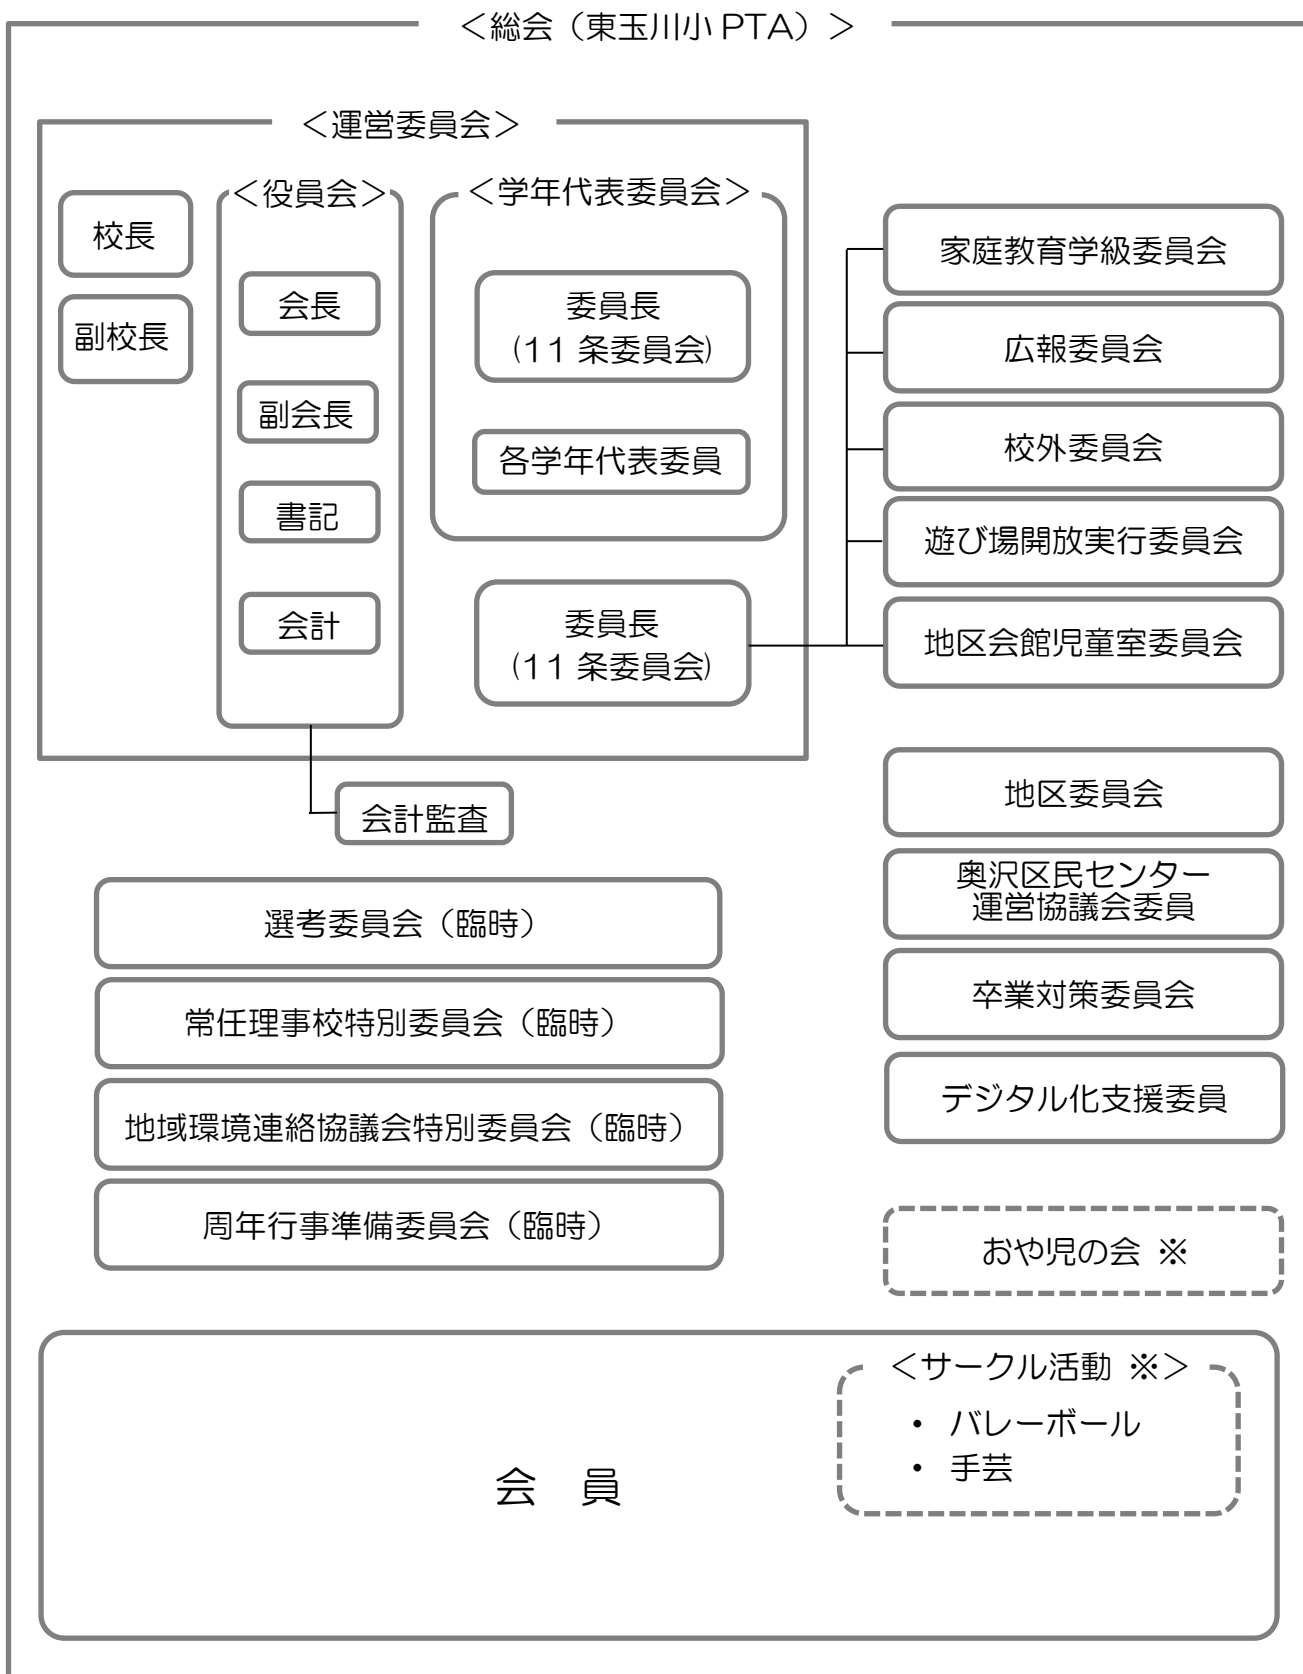 ＜総会（東玉川小PTA）＞
＜運営委員会＞
校長
副校長
＜役員会＞
会長
副会長
書記
会計
＜学年代表委員会＞
委員長
(11 条委員会)
各学年代表委員
委員長
(11 条委員会)
家庭教育学級委員会
広報委員会
校外委員会
遊び場開放実行委員会
地区会館児童室委員会
会計監査
選考委員会（臨時）
常任理事校特別委員会（臨時）
地域環境連絡協議会特別委員会（臨時）
周年行事準備委員会（臨時）
地区委員会
奥沢区民センター
運営協議会委員
卒業対策委員会
デジタル化支援委員
おや児の会 ※
会　員
＜サークル活動 ※＞
・ バレーボール
・ 手芸